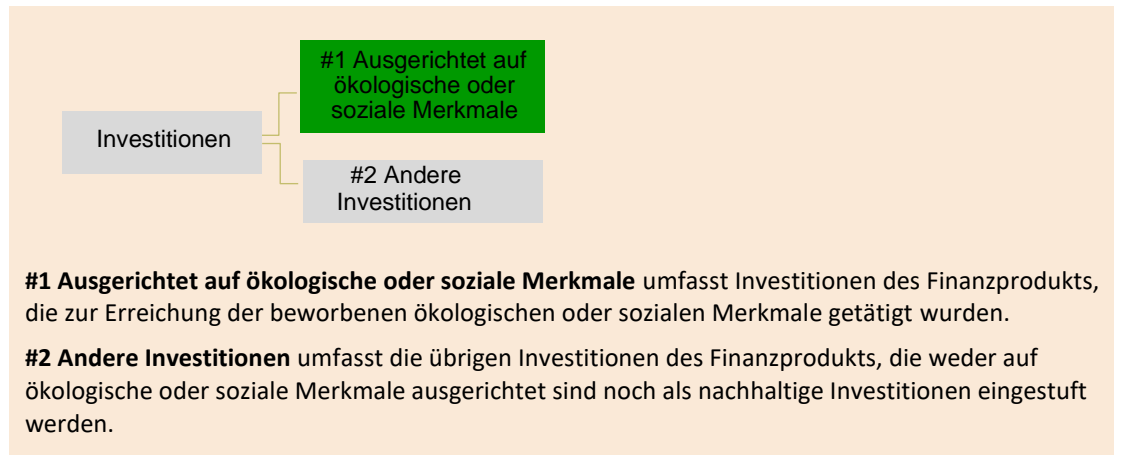 #1 Ausgerichtet auf
ökologische oder
soziale Merkmale
Investitionen
#2 Andere
Investitionen
#1 Ausgerichtet auf ökologische oder soziale Merkmale umfasst Investitionen des Finanzprodukts,
die zur Erreichung der beworbenen ökologischen oder sozialen Merkmale getätigt wurden.
#2 Andere Investitionen umfasst die übrigen Investitionen des Finanzprodukts, die weder auf
ökologische oder soziale Merkmale ausgerichtet sind noch als nachhaltige Investitionen eingestuft
werden.